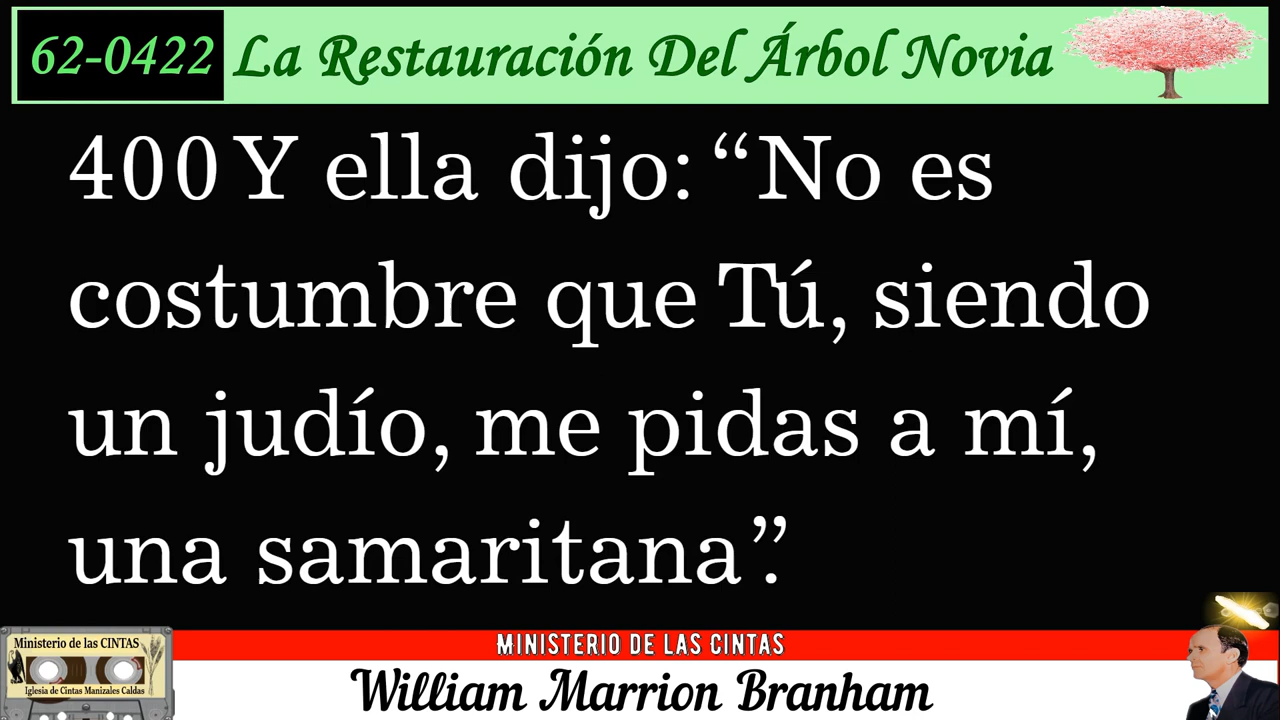 62-0422 La Restauración Del Árbol Novia
400 Y ella dijo: “No es
costumbre que Tú, siendo
un judío, me pidas a mí,
una samaritana”.
Ministerio de las CINTAS
Iglesia de Cintas Manizales Caldas
MINISTERIO DE LAS CINTAS
William Marrion Branham